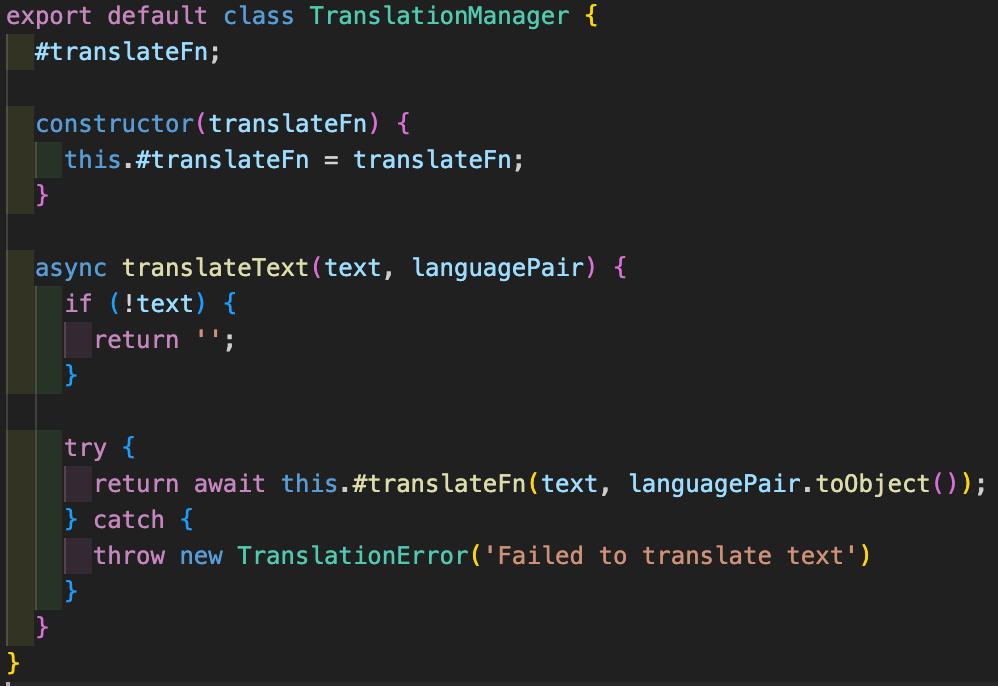 export default class TranslationManager {
  #translateFn;

  constructor(translateFn) {
    this.#translateFn = translateFn;
  }

  async translateText(text, languagePair) {
    if (!text) {
      return '';
    }

    try {
      return await this.#translateFn(text, languagePair.toObject());
    } catch {
      throw new TranslationError('Failed to translate text')
    }
  }
}